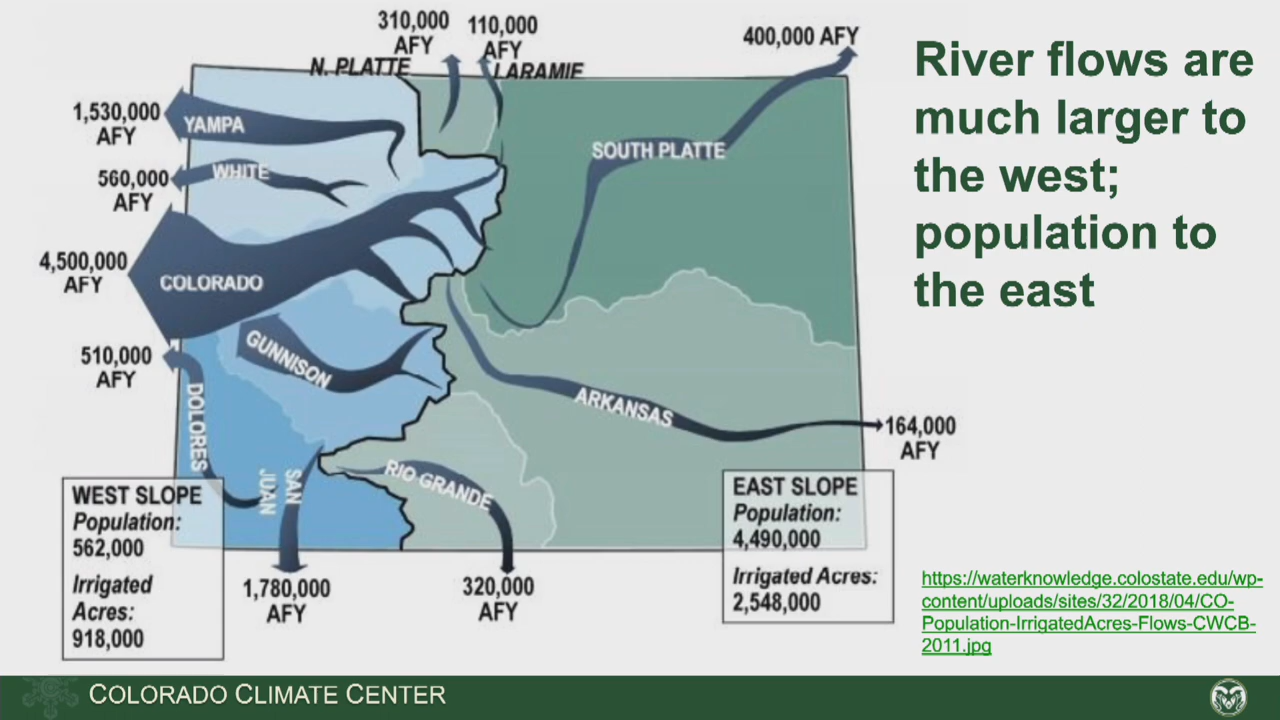 310,000
AFY
110,000
AFY
400,000 AFY
N. PLATTE
LARAMIE
1,530,000
AFY
YAMPA
SOUTH PLATTE
560,000
AFY
WHITE
4,500,000
AFY
COLORADO
510,000
AFY
GUNNISON
DOLORES
ARKANSAS
164,000
AFY
SAN
JUAN
RIO GRANDE
WEST SLOPE
Population:
562,000
Irrigated
Acres:
918,000
1,780,000
AFY
320,000
AFY
EAST SLOPE
Population:
4,490,000
Irrigated Acres:
2,548,000
River flows are
much larger to
the west;
population to
the east
https://waterknowledge.colostate.edu/wp-
content/uploads/sites/32/2018/04/CO-
Population-IrrigatedAcres-Flows-CWCB-
2011.jpg
COLORADO CLIMATE CENTER